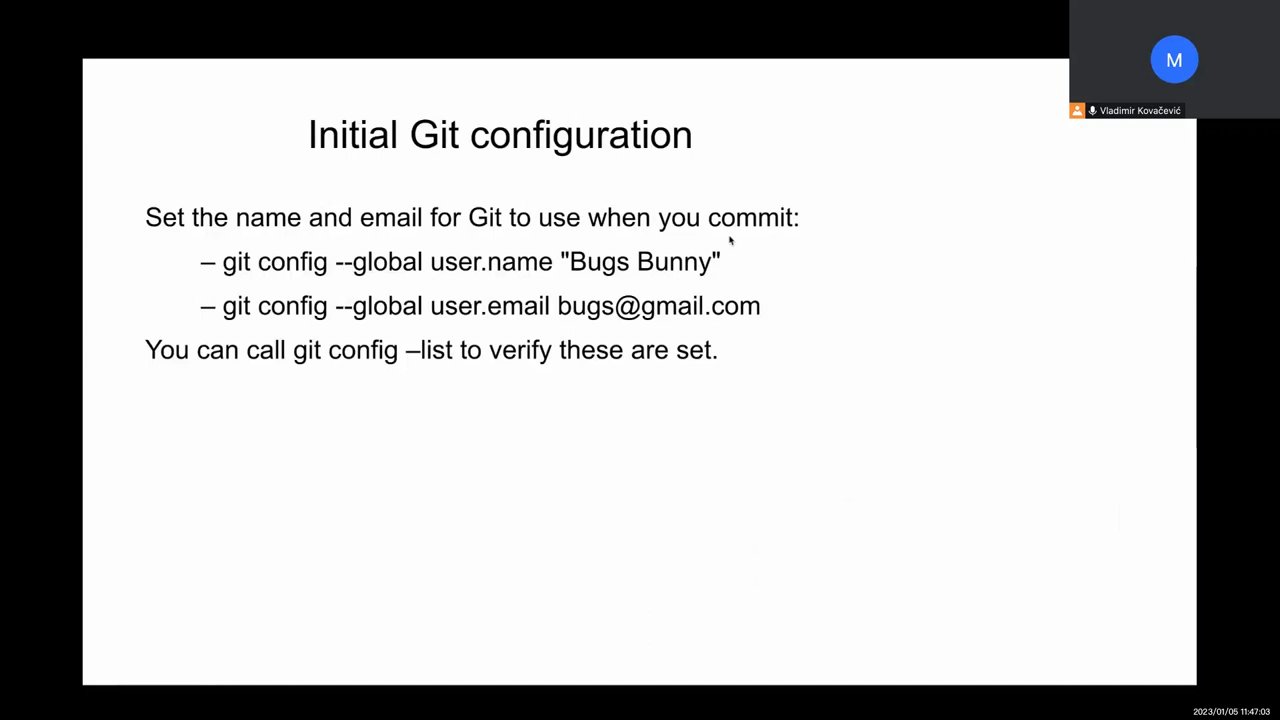 M
Vladimir Kovačević
Initial Git configuration
Set the name and email for Git to use when you commit:
– git config --global user.name "Bugs Bunny"
– git config --global user.email bugs@gmail.com
You can call git config –list to verify these are set.
2023/01/05 11:47:03